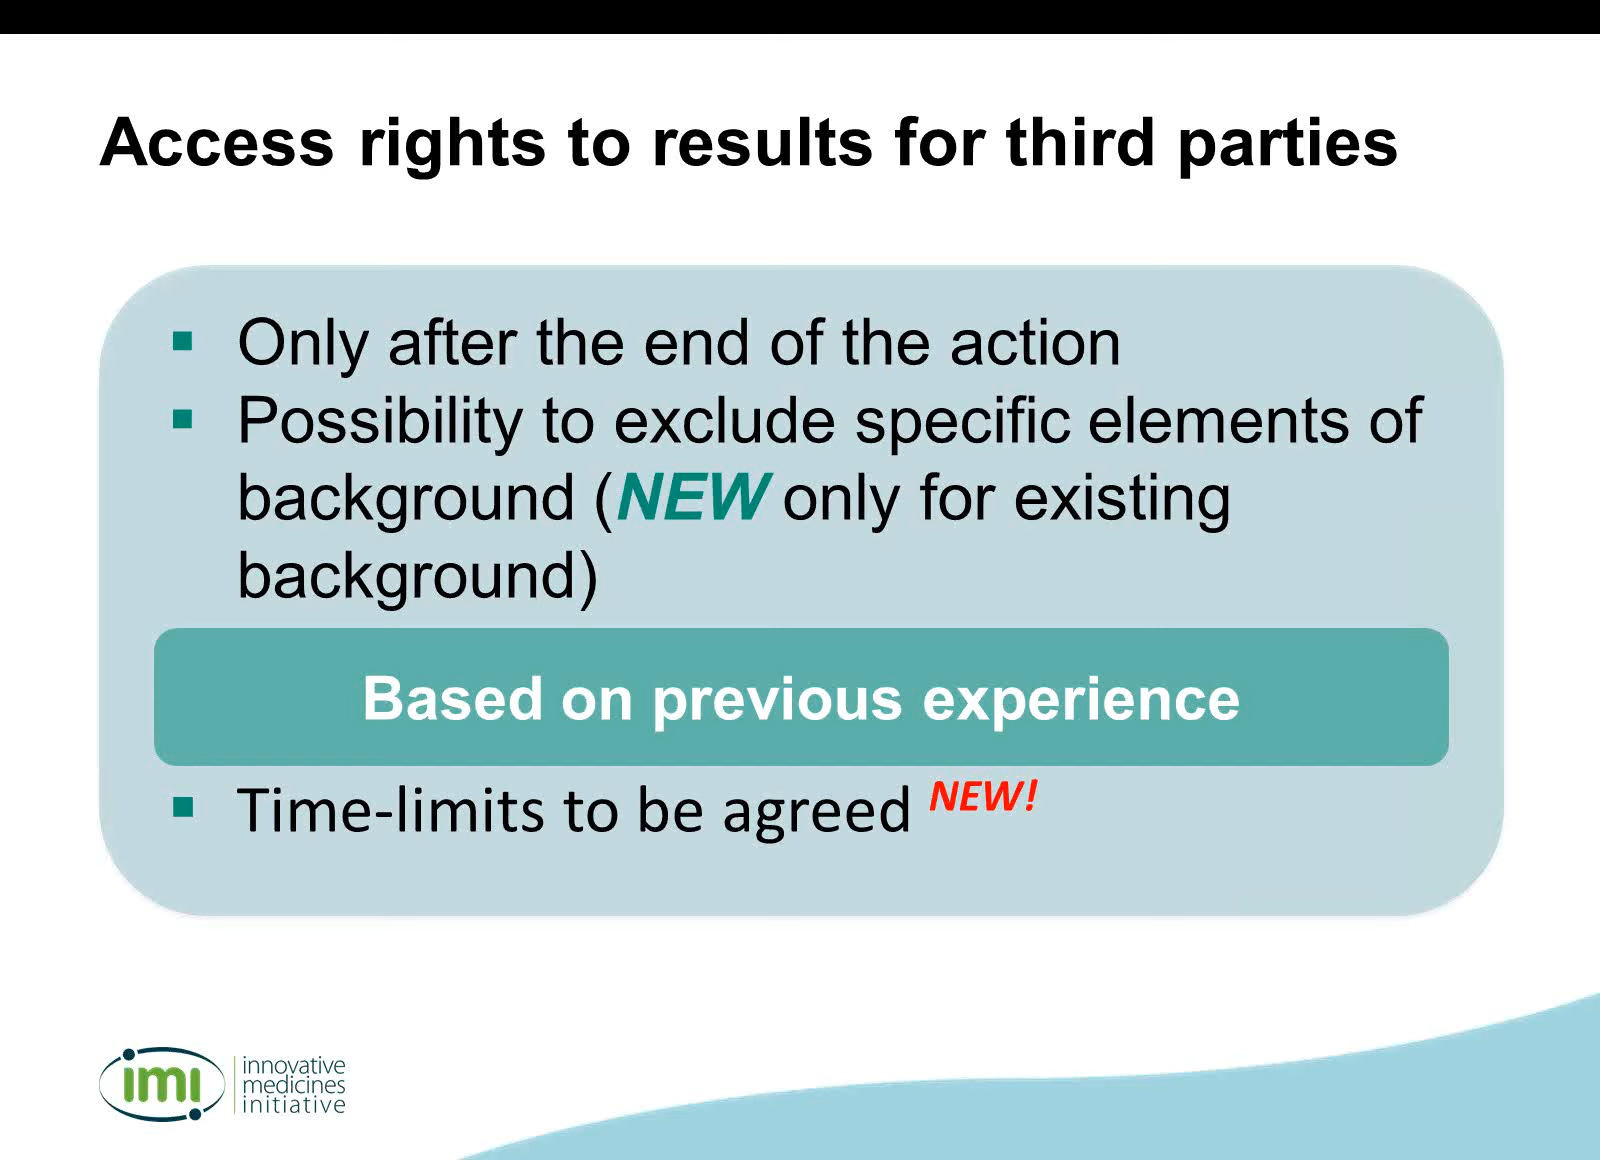 Access rights to results for third parties
▪ Only after the end of the action
▪ Possibility to exclude specific elements of
background (NEW only for existing
background)
Based on previous experience
▪ Time-limits to be agreed NEW!
imi
innovative
medicines
initiative